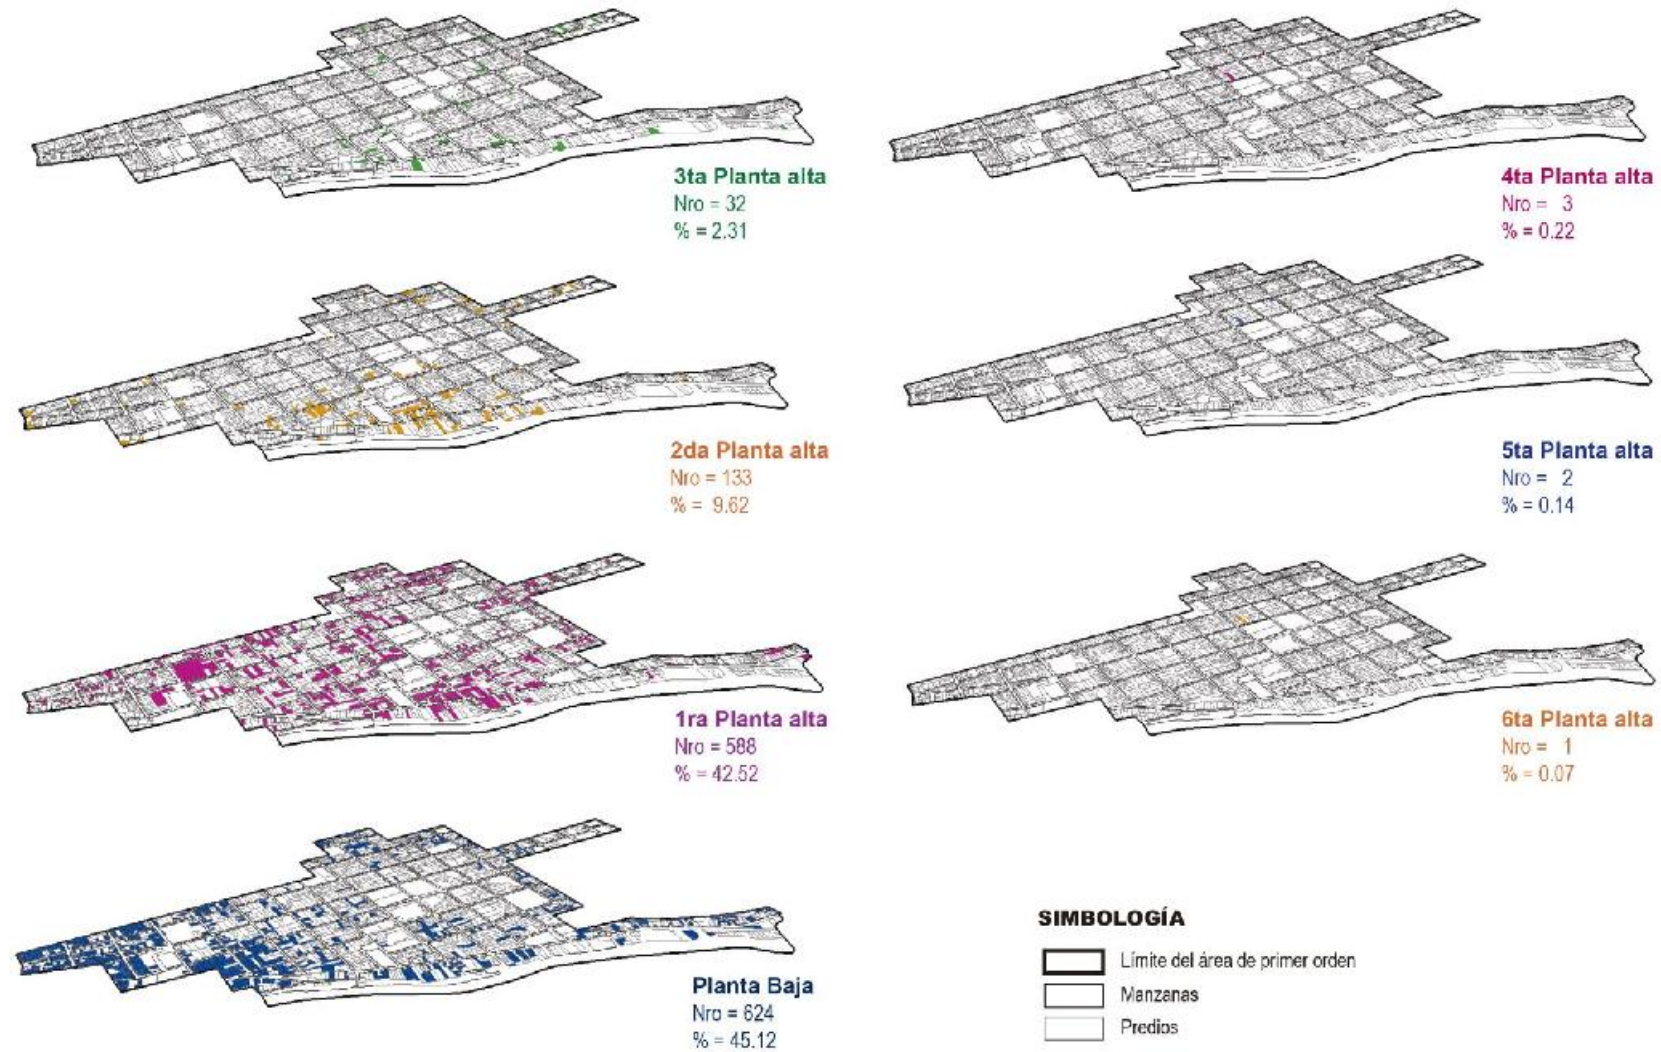 3ta Planta alta
Nro = 32
% = 2.31
4ta Planta alta
Nro = 3
% = 0.22
2da Planta alta
Nro = 133
% = 9.62
5ta Planta alta
Nro = 2
% = 0.14
1ra Planta alta
Nro = 588
% = 42.52
6ta Planta alta
Nro = 1
% = 0.07
Planta Baja
Nro = 624
% = 45.12
SIMBOLOGÍA
Límite del área de primer orden
Manzanas
Predios